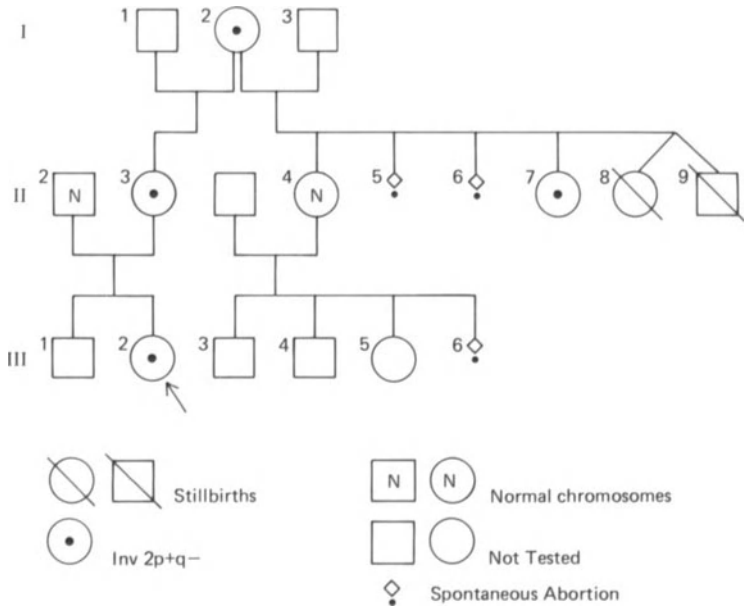 I 1 2 3
II 2 N 3 4 N 5 6 7 8 9
III 1 2 3 4 5 6
Stillbirths N N Normal chromosomes
Inv 2p+q− Not Tested
Spontaneous Abortion